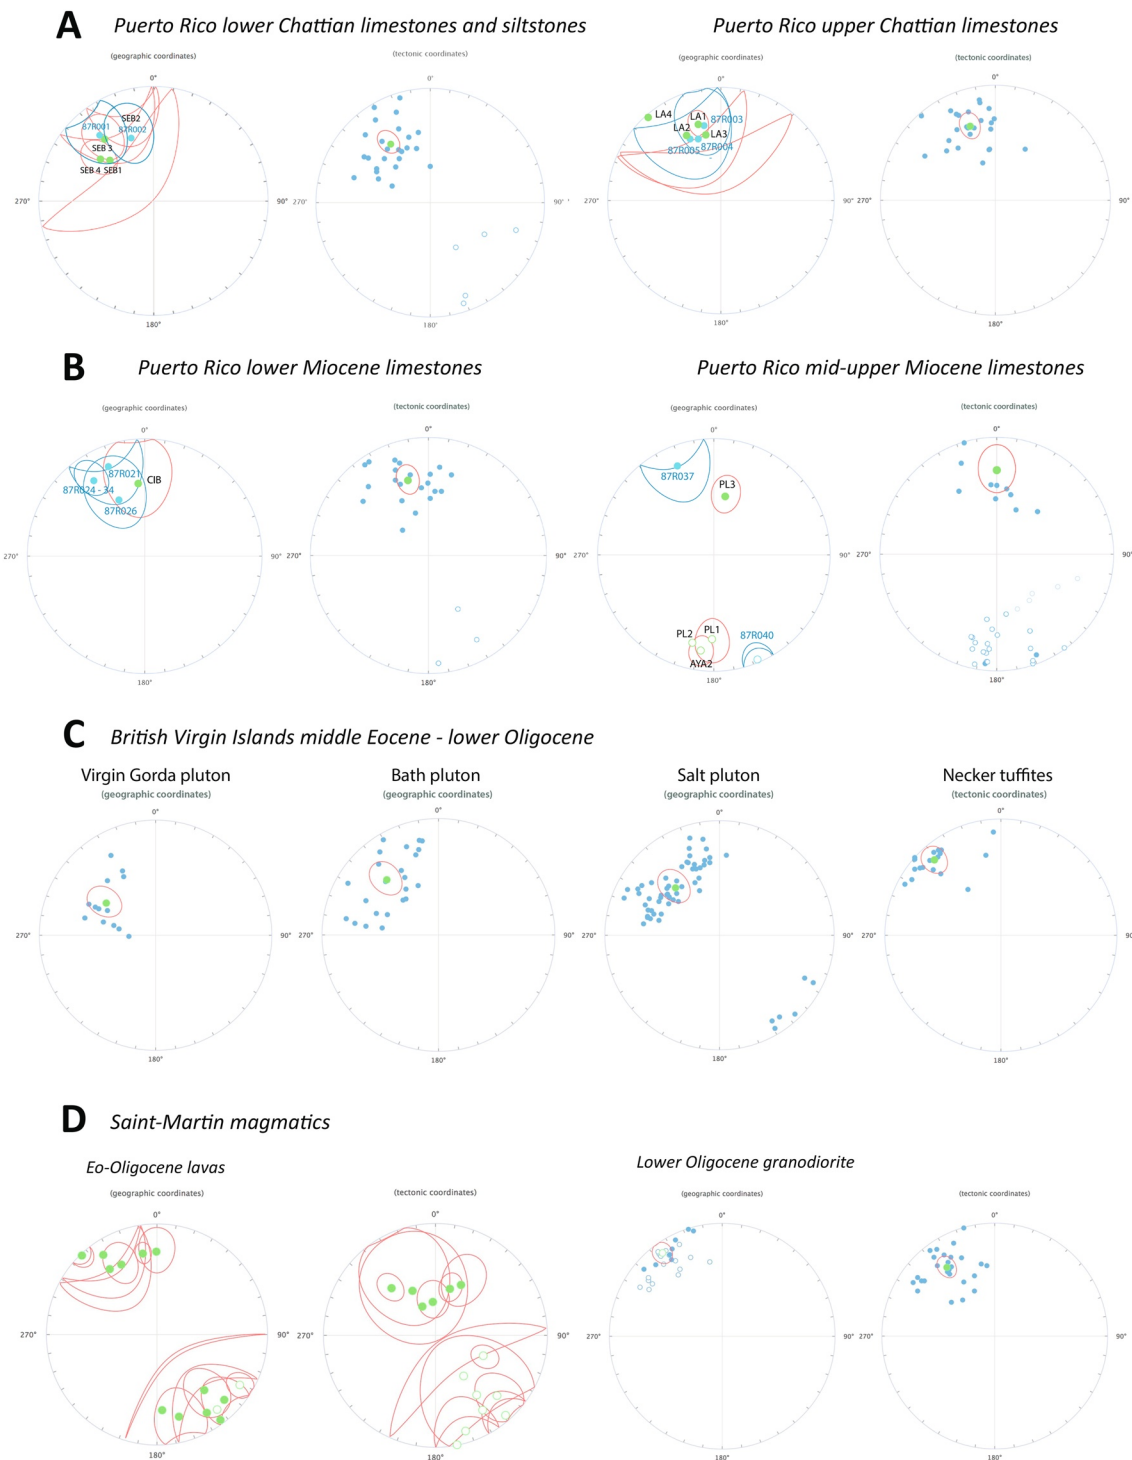 A Puerto Rico lower Chattian limestones and siltstones Puerto Rico upper Chattian limestones
(geographic coordinates) (tectonic coordinates) (geographic coordinates) (tectonic coordinates)
0° 0° 0° 0°
SEB2
87R001 87R002
SEB 3
SEB 4 SEB1
LA4 LA1 87R003
LA2 LA3
87R005 87R004
270° 90° 270° 90° 270° 90°
180° 180° 180° 180°
B Puerto Rico lower Miocene limestones Puerto Rico mid-upper Miocene limestones
(geographic coordinates) (tectonic coordinates) (geographic coordinates) (tectonic coordinates)
0° 0° 0° 0°
87R021 CIB
87R024 - 34
87R026
87R037
PL3
270° 90° 270° 90° 270° 90° 270° 90°
PL2 PL1 87R040
AYA2
180° 180° 180° 180°
C British Virgin Islands middle Eocene - lower Oligocene
Virgin Gorda pluton Bath pluton Salt pluton Necker tuffites
(geographic coordinates) (geographic coordinates) (geographic coordinates) (tectonic coordinates)
0° 0° 0° 0°
270° 90° 270° 90° 270° 90° 270° 90°
180° 180° 180° 180°
D Saint-Martin magmatics
Eo-Oligocene lavas Lower Oligocene granodiorite
(geographic coordinates) (tectonic coordinates) (geographic coordinates) (tectonic coordinates)
0° 0° 0° 0°
270° 90° 270° 90° 270° 90° 270° 90°
180° 180° 180° 180°